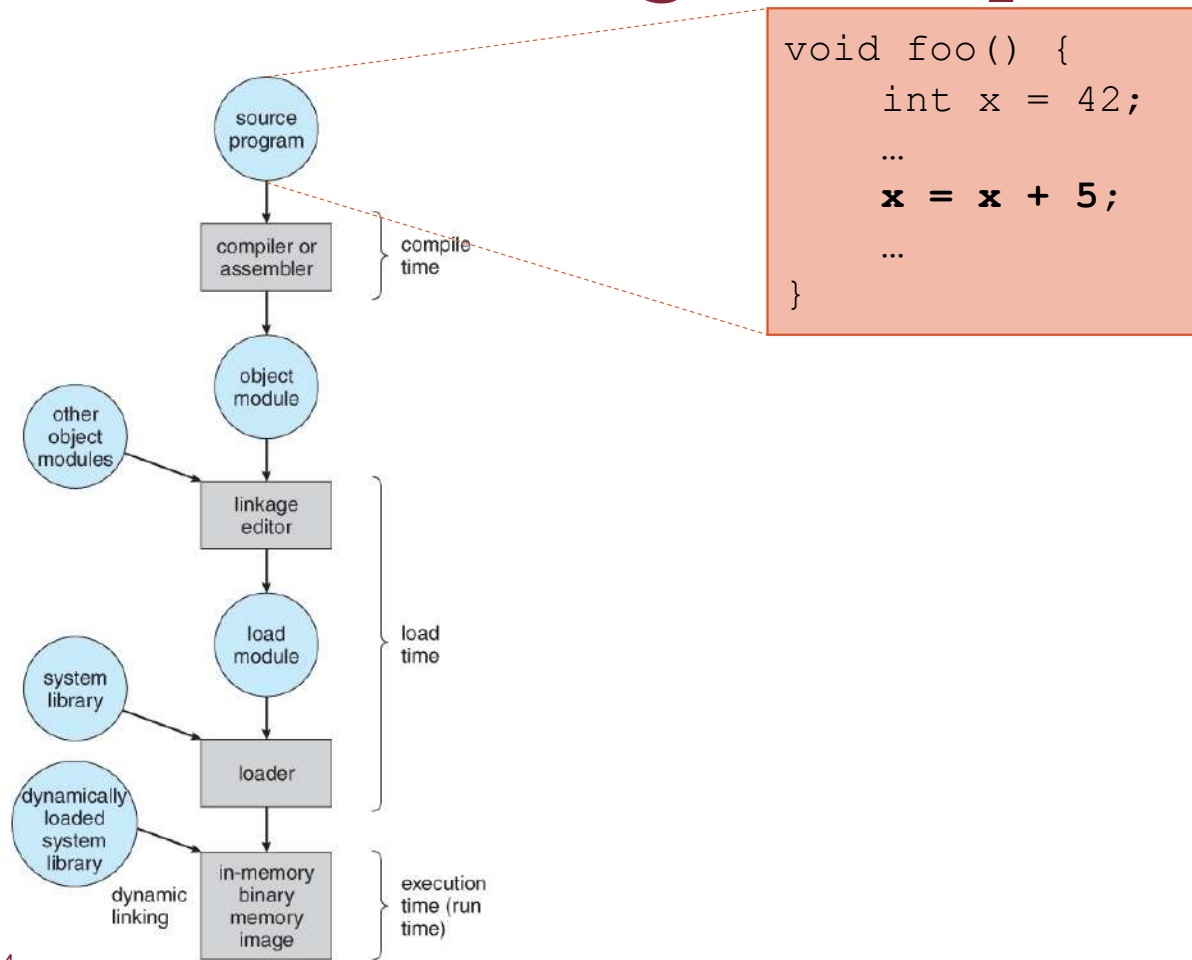 void foo() {
int x = 42;
…
x = x + 5;
…
}
source
program
compiler or
assembler
compile
time
object
module
other
object
modules
linkage
editor
load
module
load
time
system
library
loader
dynamically
loaded
system
library
dynamic
linking
in-memory
binary
memory
image
execution
time (run
time)